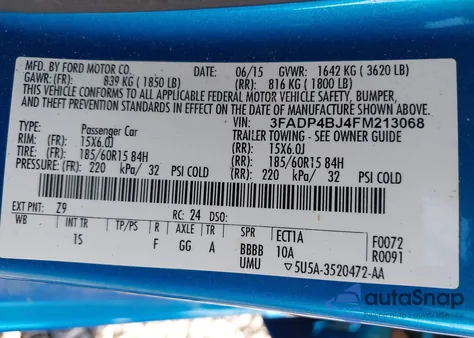 MFD. BY FORD MOTOR CO. DATE: 06/15 GVWR: 1642 KG ( 3620 LB)
GAWR: (FR) 839 KG ( 1850 LB) (RR) 816 KG ( 1800 LB)
THIS VEHICLE CONFORMS TO ALL APPLICABLE FEDERAL MOTOR VEHICLE SAFETY, BUMPER,
AND THEFT PREVENTION STANDARDS IN EFFECT ON THE
DATE OF MANUFACTURE SHOWN ABOVE. VIN: 3FADP4BJ4FM213068
TYPE: Passenger Car TRAILER TOWING - SEE OWNER GUIDE
RIM: (FR) 15X6.0J (RR): 15X6.0J
TIRE: (FR): 185/60R15 84H (RR): 185/60R15 84H
PRESSURE: (FR): 220 kPa/ 32 PSI COLD (RR): 220 kPa/ 32 PSI COLD
EXT PNT: Z9 RC: 24 DSO:
WB INT TR TP/PS R AXLE TR SPR ECT1A F0072
1S F GG A BBBB 10A R0091
UMU ▽5U5A-3520472-AA
autoSnap